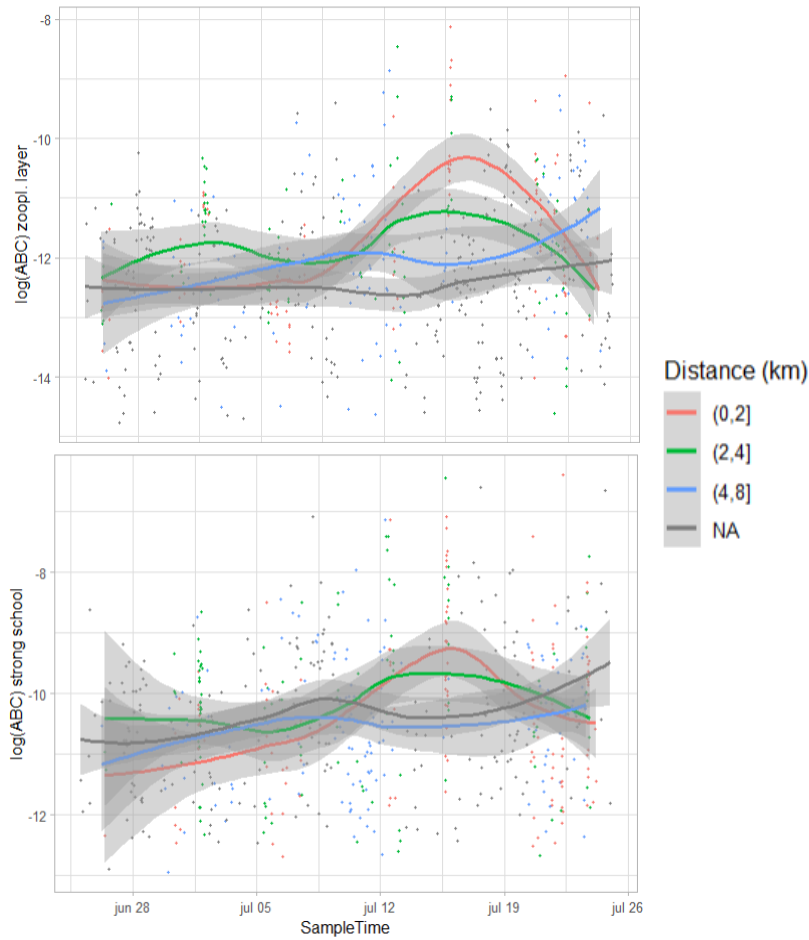 -8
-10
-12
-14
log(ABC) zoopl. layer
-8
-10
-12
log(ABC) strong school
jun 28 jul 05 jul 12 jul 19 jul 26
SampleTime
Distance (km)
(0,2]
(2,4]
(4,8]
NA